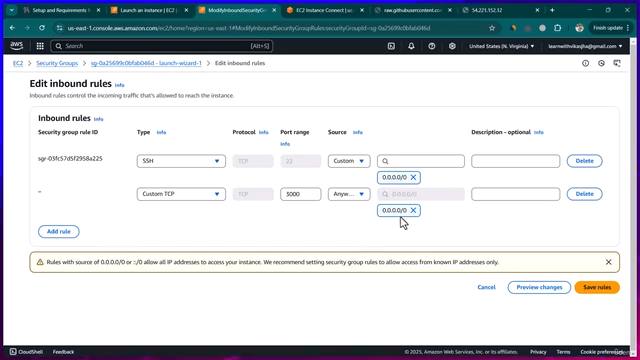 Setup and Requirements
Launch an instance | EC2
ModifyInboundSecurityGroup
EC2 Instance Connect | us-
raw.githubusercontent.com
54.221.152.12
us-east-1.console.aws.amazon.com/ec2/home?region=us-east-1#ModifyInboundSecurityGroupRules:securityGroupId=sg-0a25699c0bfab046d
Finish update
aws
Search
[Alt+S]
United States (N. Virginia)
EC2 > Security Groups > sg-0a25699c0bfab046d - launch-wizard-1 > Edit inbound rules
Edit inbound rules Info
Inbound rules control the incoming traffic that's allowed to reach the instance.
Inbound rules Info
Security group rule ID Type Info Protocol Info Port range Info Source Info Description - optional Info
sgr-03fc57d5f2958a225 SSH TCP 22 Custom Delete
0.0.0.0/0
- Custom TCP TCP 5000 Anyw... 0.0.0.0/0 Delete
0.0.0.0/0
Add rule
Rules with source of 0.0.0.0/0 or ::/0 allow all IP addresses to access your instance. We recommend setting security group rules to allow access from known IP addresses only.
Cancel Preview changes Save rules
CloudShell Feedback © 2025, Amazon Web Services, Inc. or its affiliates. Privacy Terms